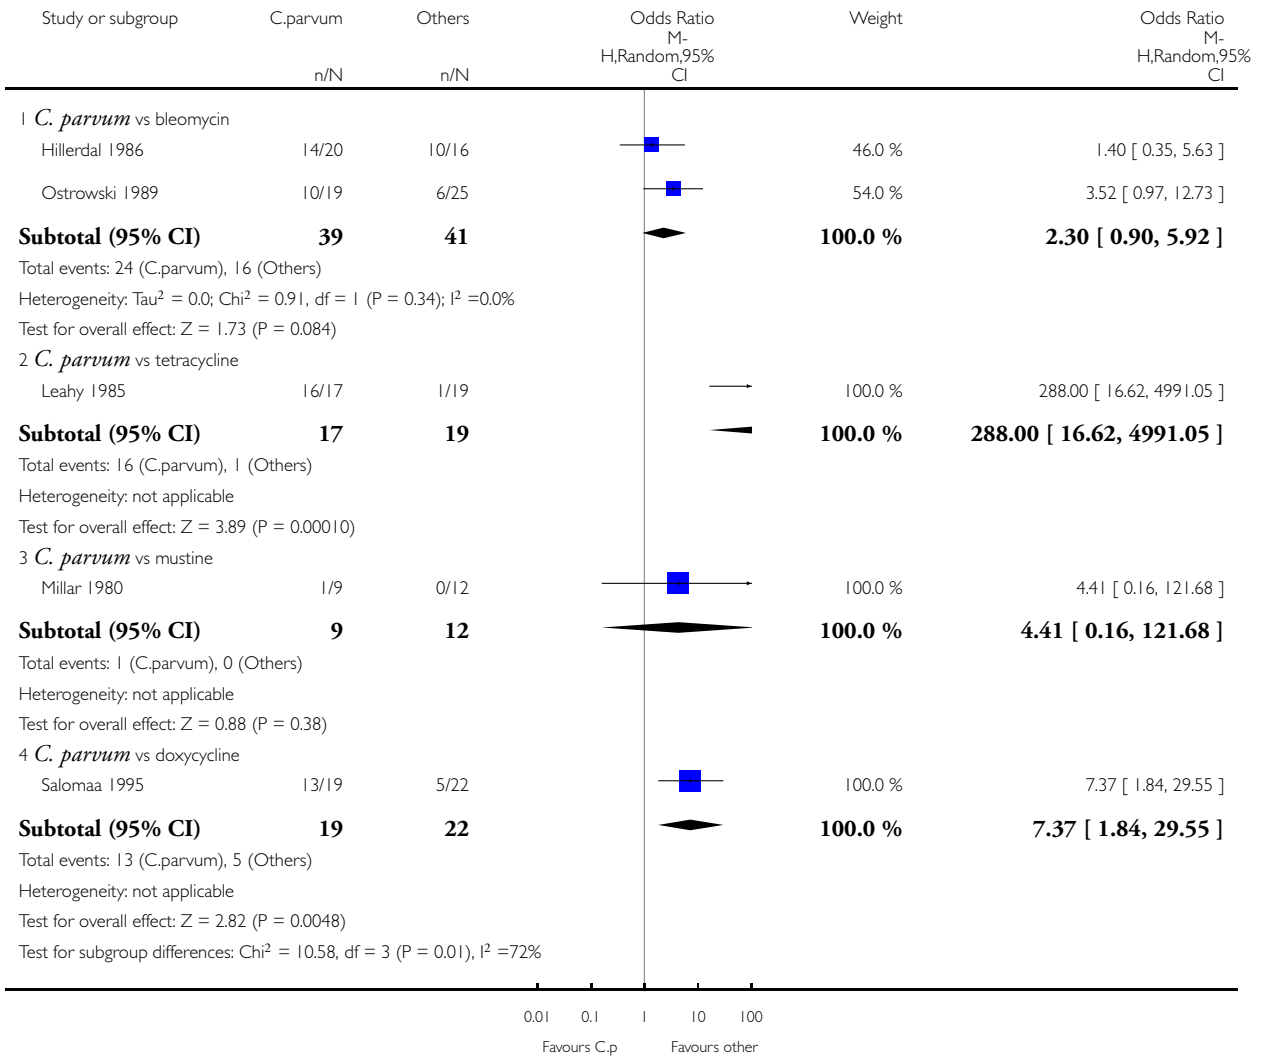 Study or subgroup C.parvum Others Odds Ratio Weight Odds Ratio
M- M-
H,Random,95% H,Random,95%
n/N n/N CI CI
1 C. parvum vs bleomycin
Hillerdal 1986 14/20 10/16 46.0 % 1.40 [ 0.35, 5.63 ]
Ostrowski 1989 10/19 6/25 54.0 % 3.52 [ 0.97, 12.73 ]
Subtotal (95% CI) 39 41 100.0 % 2.30 [ 0.90, 5.92 ]
Total events: 24 (C.parvum), 16 (Others)
Heterogeneity: Tau² = 0.0; Chi² = 0.91, df = 1 (P = 0.34); I² =0.0%
Test for overall effect: Z = 1.73 (P = 0.084)
2 C. parvum vs tetracycline
Leahy 1985 16/17 1/19 100.0 % 288.00 [ 16.62, 4991.05 ]
Subtotal (95% CI) 17 19 100.0 % 288.00 [ 16.62, 4991.05 ]
Total events: 16 (C.parvum), 1 (Others)
Heterogeneity: not applicable
Test for overall effect: Z = 3.89 (P = 0.00010)
3 C. parvum vs mustine
Millar 1980 1/9 0/12 100.0 % 4.41 [ 0.16, 121.68 ]
Subtotal (95% CI) 9 12 100.0 % 4.41 [ 0.16, 121.68 ]
Total events: 1 (C.parvum), 0 (Others)
Heterogeneity: not applicable
Test for overall effect: Z = 0.88 (P = 0.38)
4 C. parvum vs doxycycline
Salomaa 1995 13/19 5/22 100.0 % 7.37 [ 1.84, 29.55 ]
Subtotal (95% CI) 19 22 100.0 % 7.37 [ 1.84, 29.55 ]
Total events: 13 (C.parvum), 5 (Others)
Heterogeneity: not applicable
Test for overall effect: Z = 2.82 (P = 0.0048)
Test for subgroup differences: Chi² = 10.58, df = 3 (P = 0.01), I² =72%
0.01 0.1 1 10 100
Favours C.p Favours other